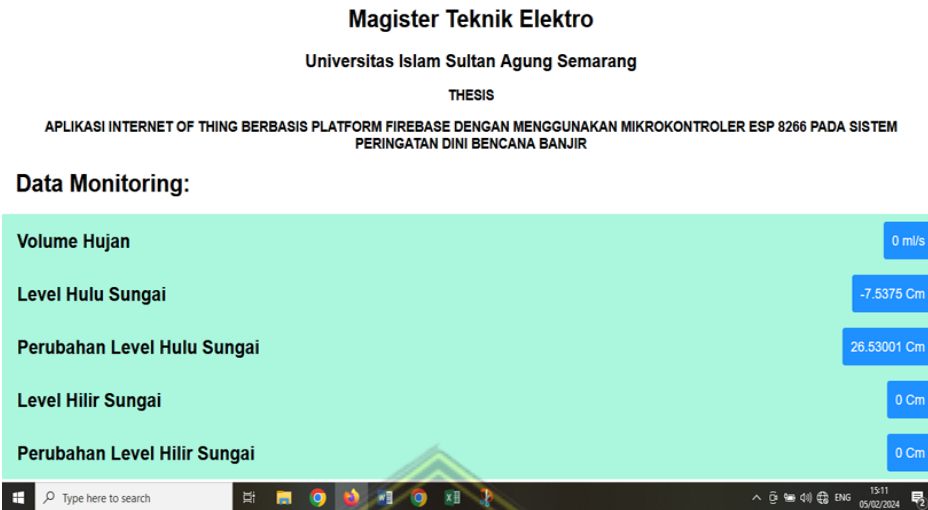 Magister Teknik Elektro
Universitas Islam Sultan Agung Semarang
THESIS
APLIKASI INTERNET OF THING BERBASIS PLATFORM FIREBASE DENGAN MENGGUNAKAN MIKROKONTROLER ESP 8266 PADA SISTEM
PERINGATAN DINI BENCANA BANJIR
Data Monitoring:
Volume Hujan 0 ml/s
Level Hulu Sungai -7.5375 Cm
Perubahan Level Hulu Sungai 26.53001 Cm
Level Hilir Sungai 0 Cm
Perubahan Level Hilir Sungai 0 Cm
Type here to search ENG 15:11
05/02/2024 2